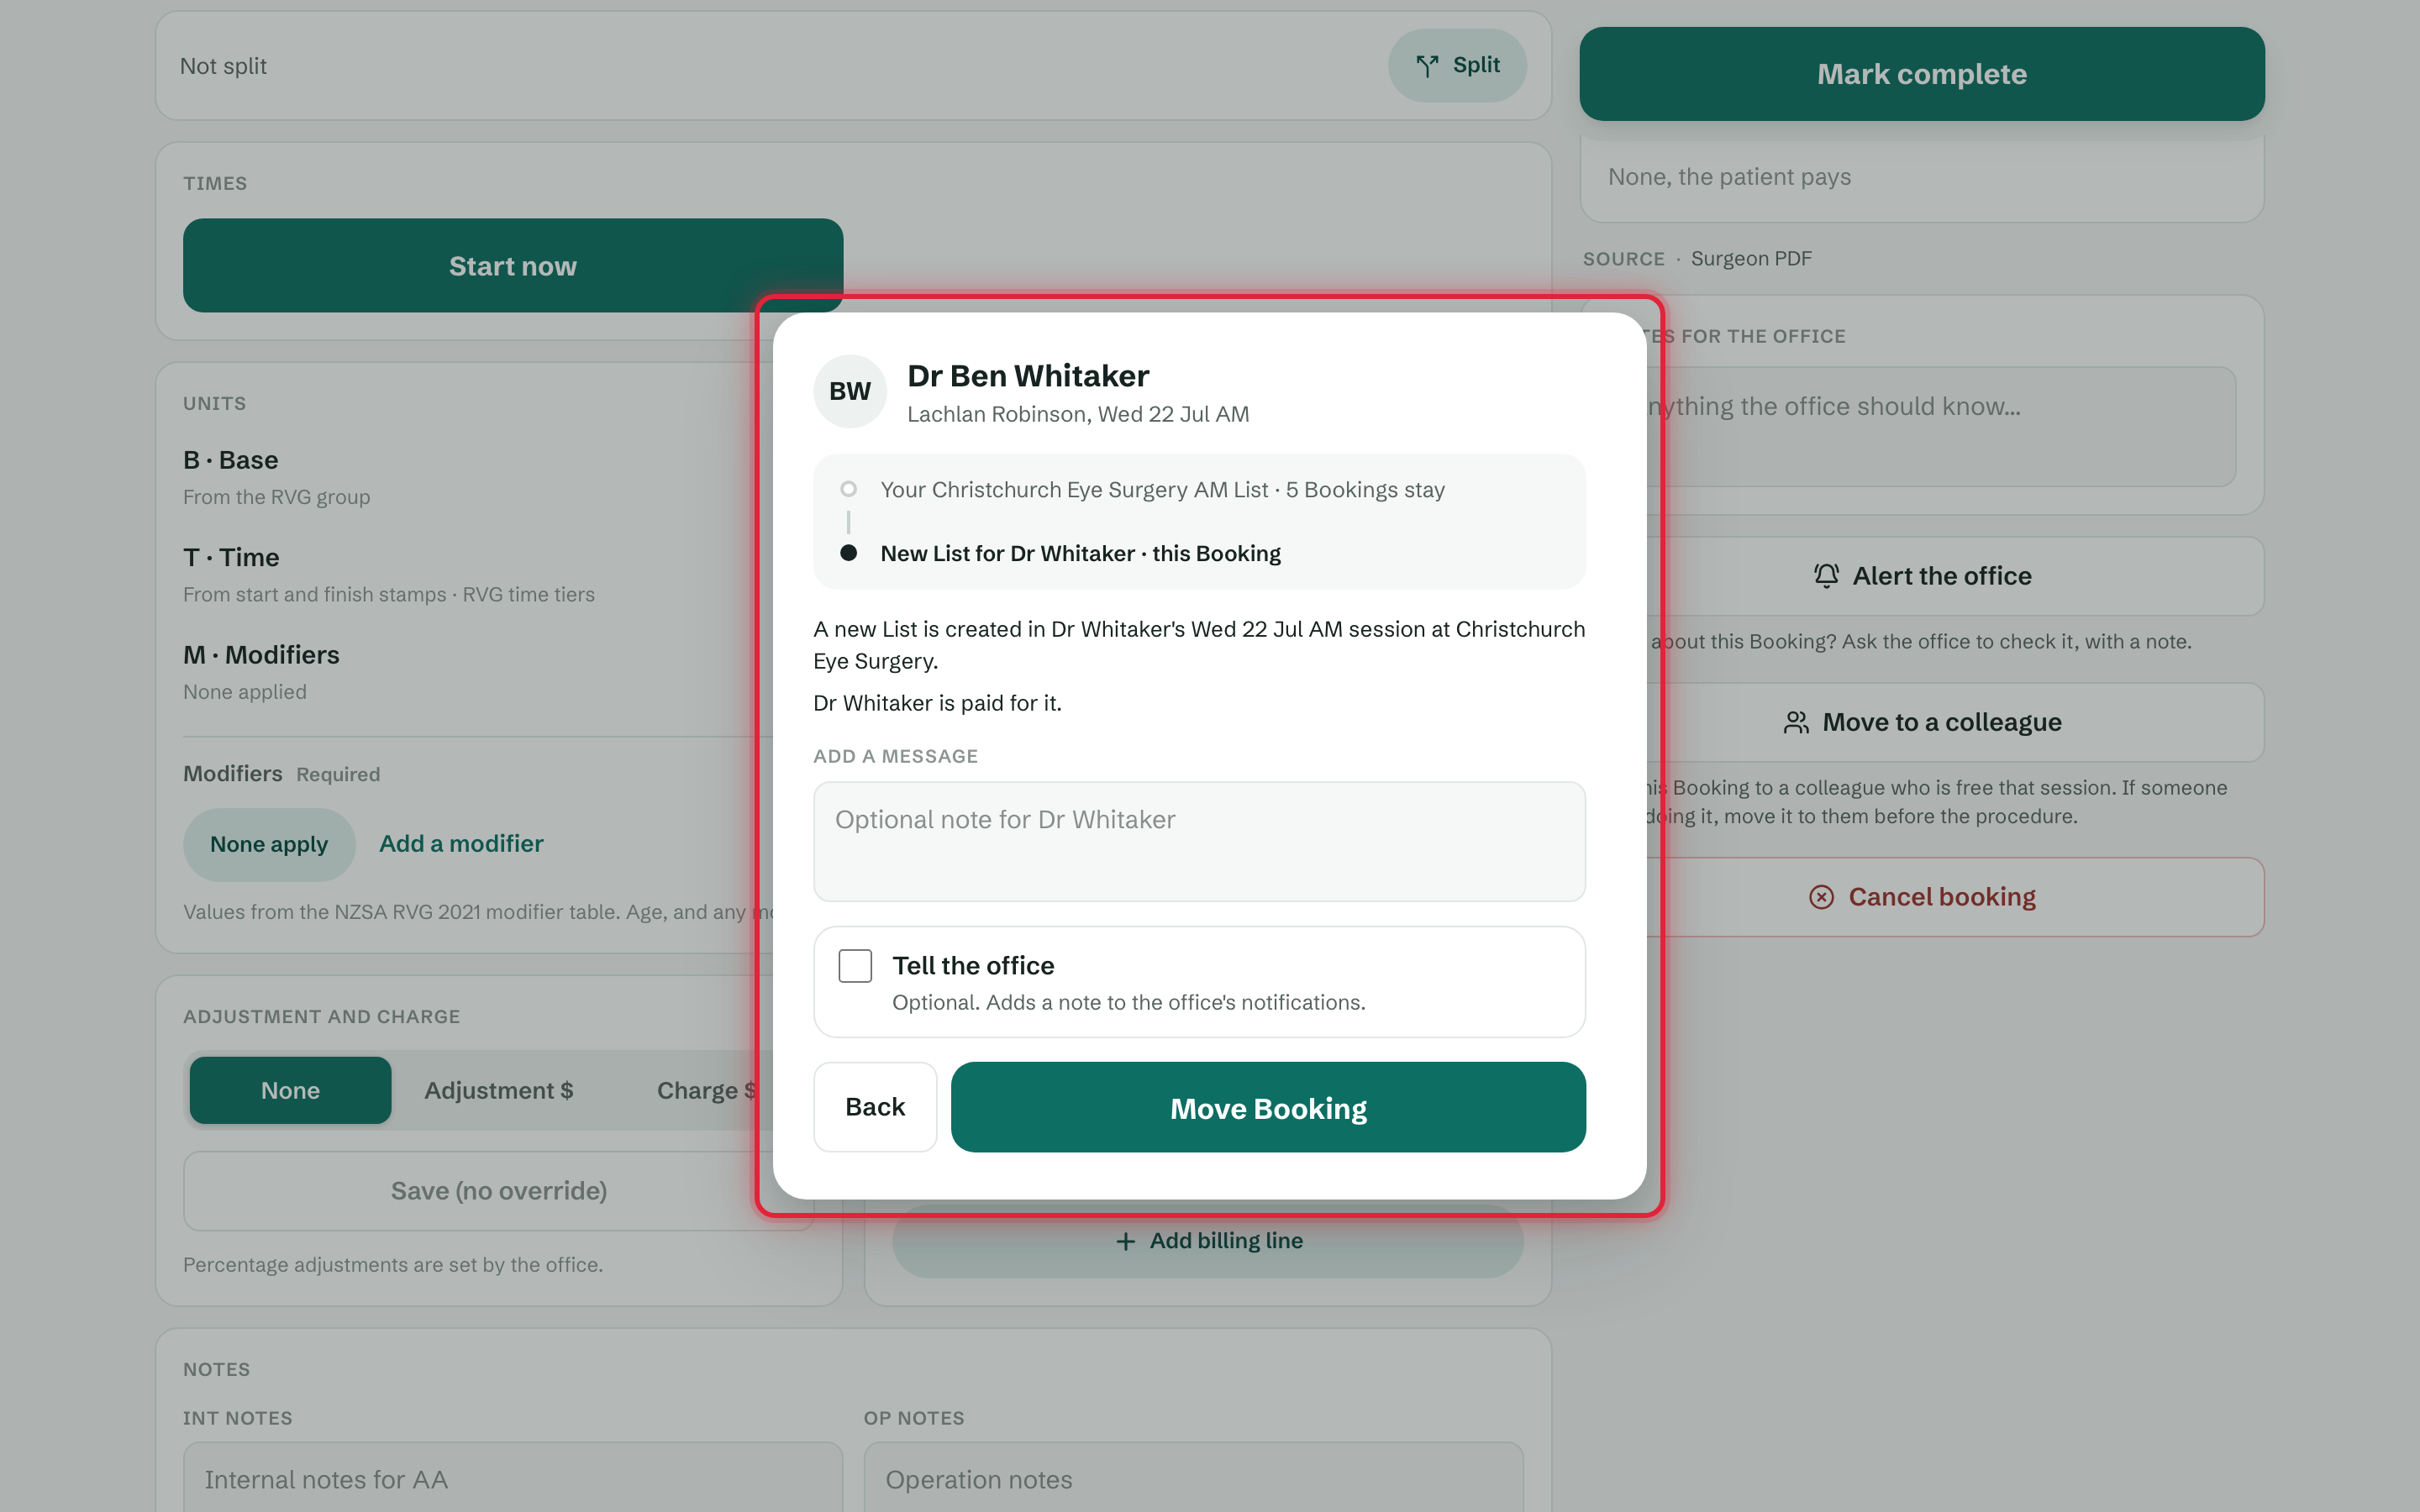 Not split
Split
Mark complete
None, the patient pays
SOURCE · Surgeon PDF
TIMES
Start now
UNITS
B · Base
From the RVG group
T · Time
From start and finish stamps · RVG time tiers
M · Modifiers
None applied
Modifiers Required
None apply
Add a modifier
Values from the NZSA RVG 2021 modifier table. Age, and any
ADJUSTMENT AND CHARGE
None
Adjustment $
Charge $
Save (no override)
Percentage adjustments are set by the office.
BW
Dr Ben Whitaker
Lachlan Robinson, Wed 22 Jul AM
Your Christchurch Eye Surgery AM List · 5 Bookings stay
New List for Dr Whitaker · this Booking
A new List is created in Dr Whitaker's Wed 22 Jul AM session at Christchurch
Eye Surgery.
Dr Whitaker is paid for it.
ADD A MESSAGE
Optional note for Dr Whitaker
Tell the office
Optional. Adds a note to the office's notifications.
Back
Move Booking
Add billing line
FOR THE OFFICE
the office should know...
Alert the office
about this Booking? Ask the office to check it, with a note.
Move to a colleague
Booking to a colleague who is free that session. If someone
doing it, move it to them before the procedure.
Cancel booking
NOTES
INT NOTES
Internal notes for AA
OP NOTES
Operation notes